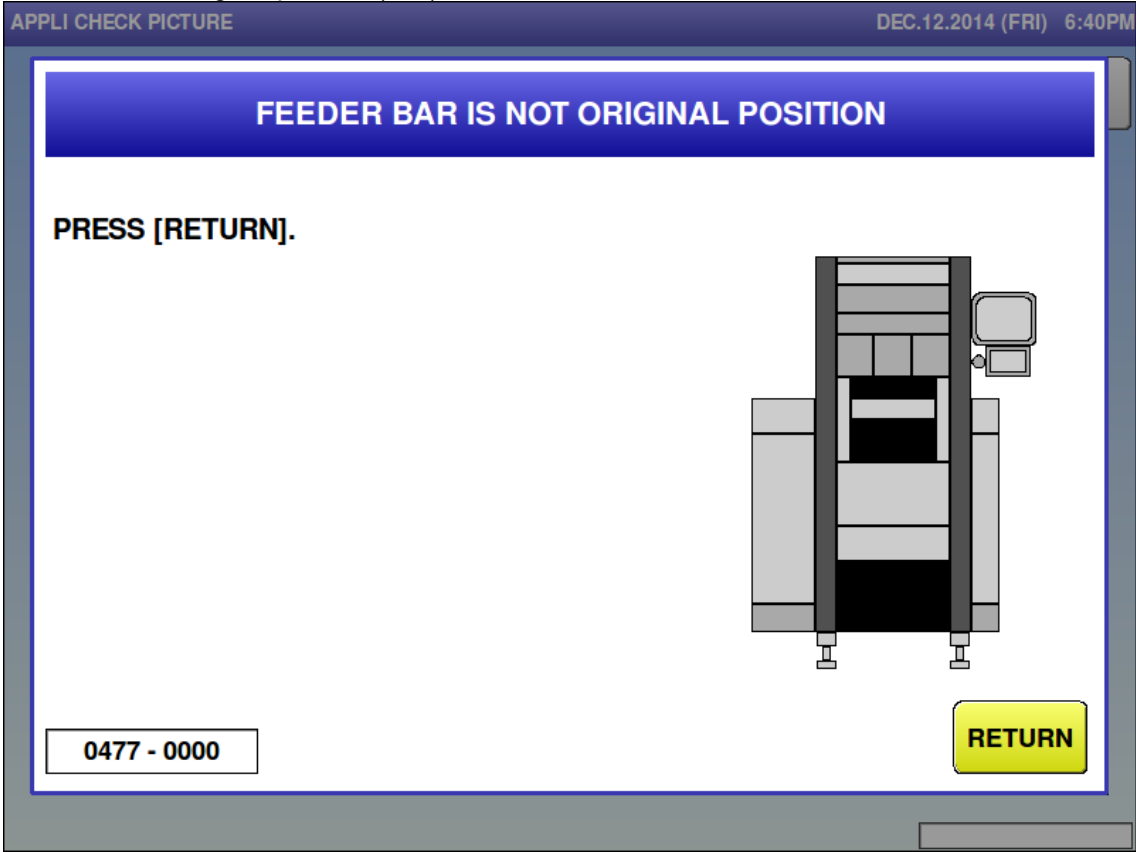 APPLI CHECK PICTURE DEC.12.2014 (FRI) 6:40PM
FEEDER BAR IS NOT ORIGINAL POSITION
PRESS [RETURN].
0477 - 0000
RETURN